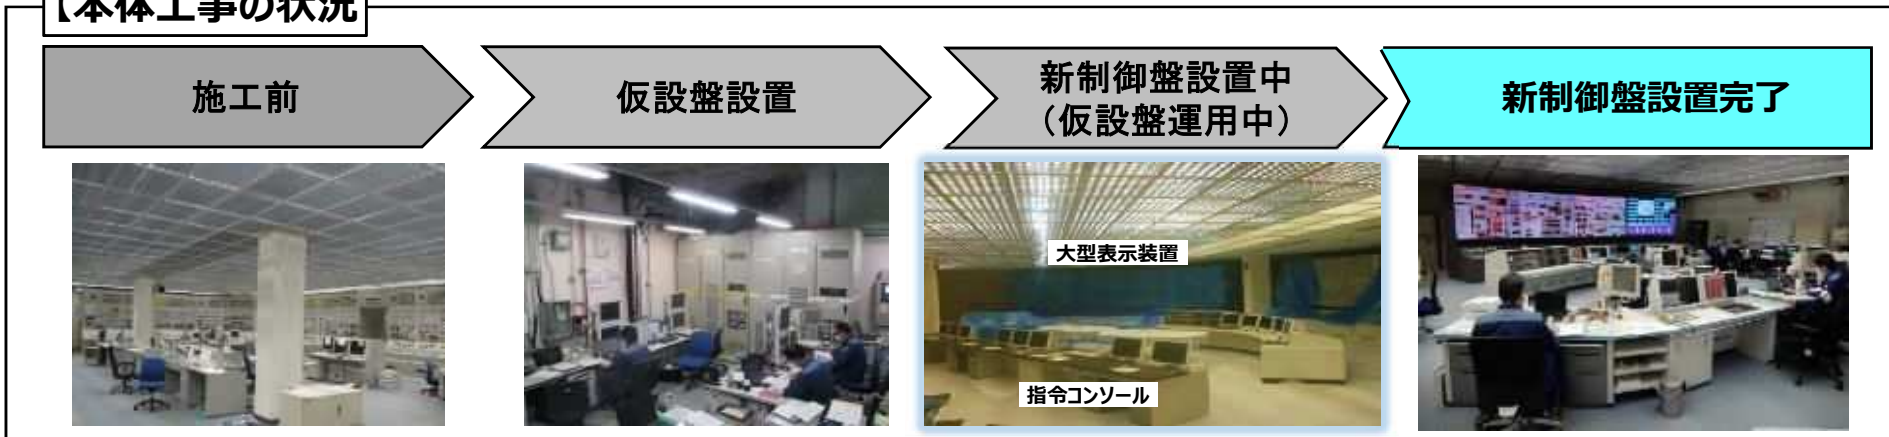 【本体工事の状況
施工前
仮設盤設置
新制御盤設置中
（仮設盤運用中）
新制御盤設置完了
大型表示装置
指令コンソール